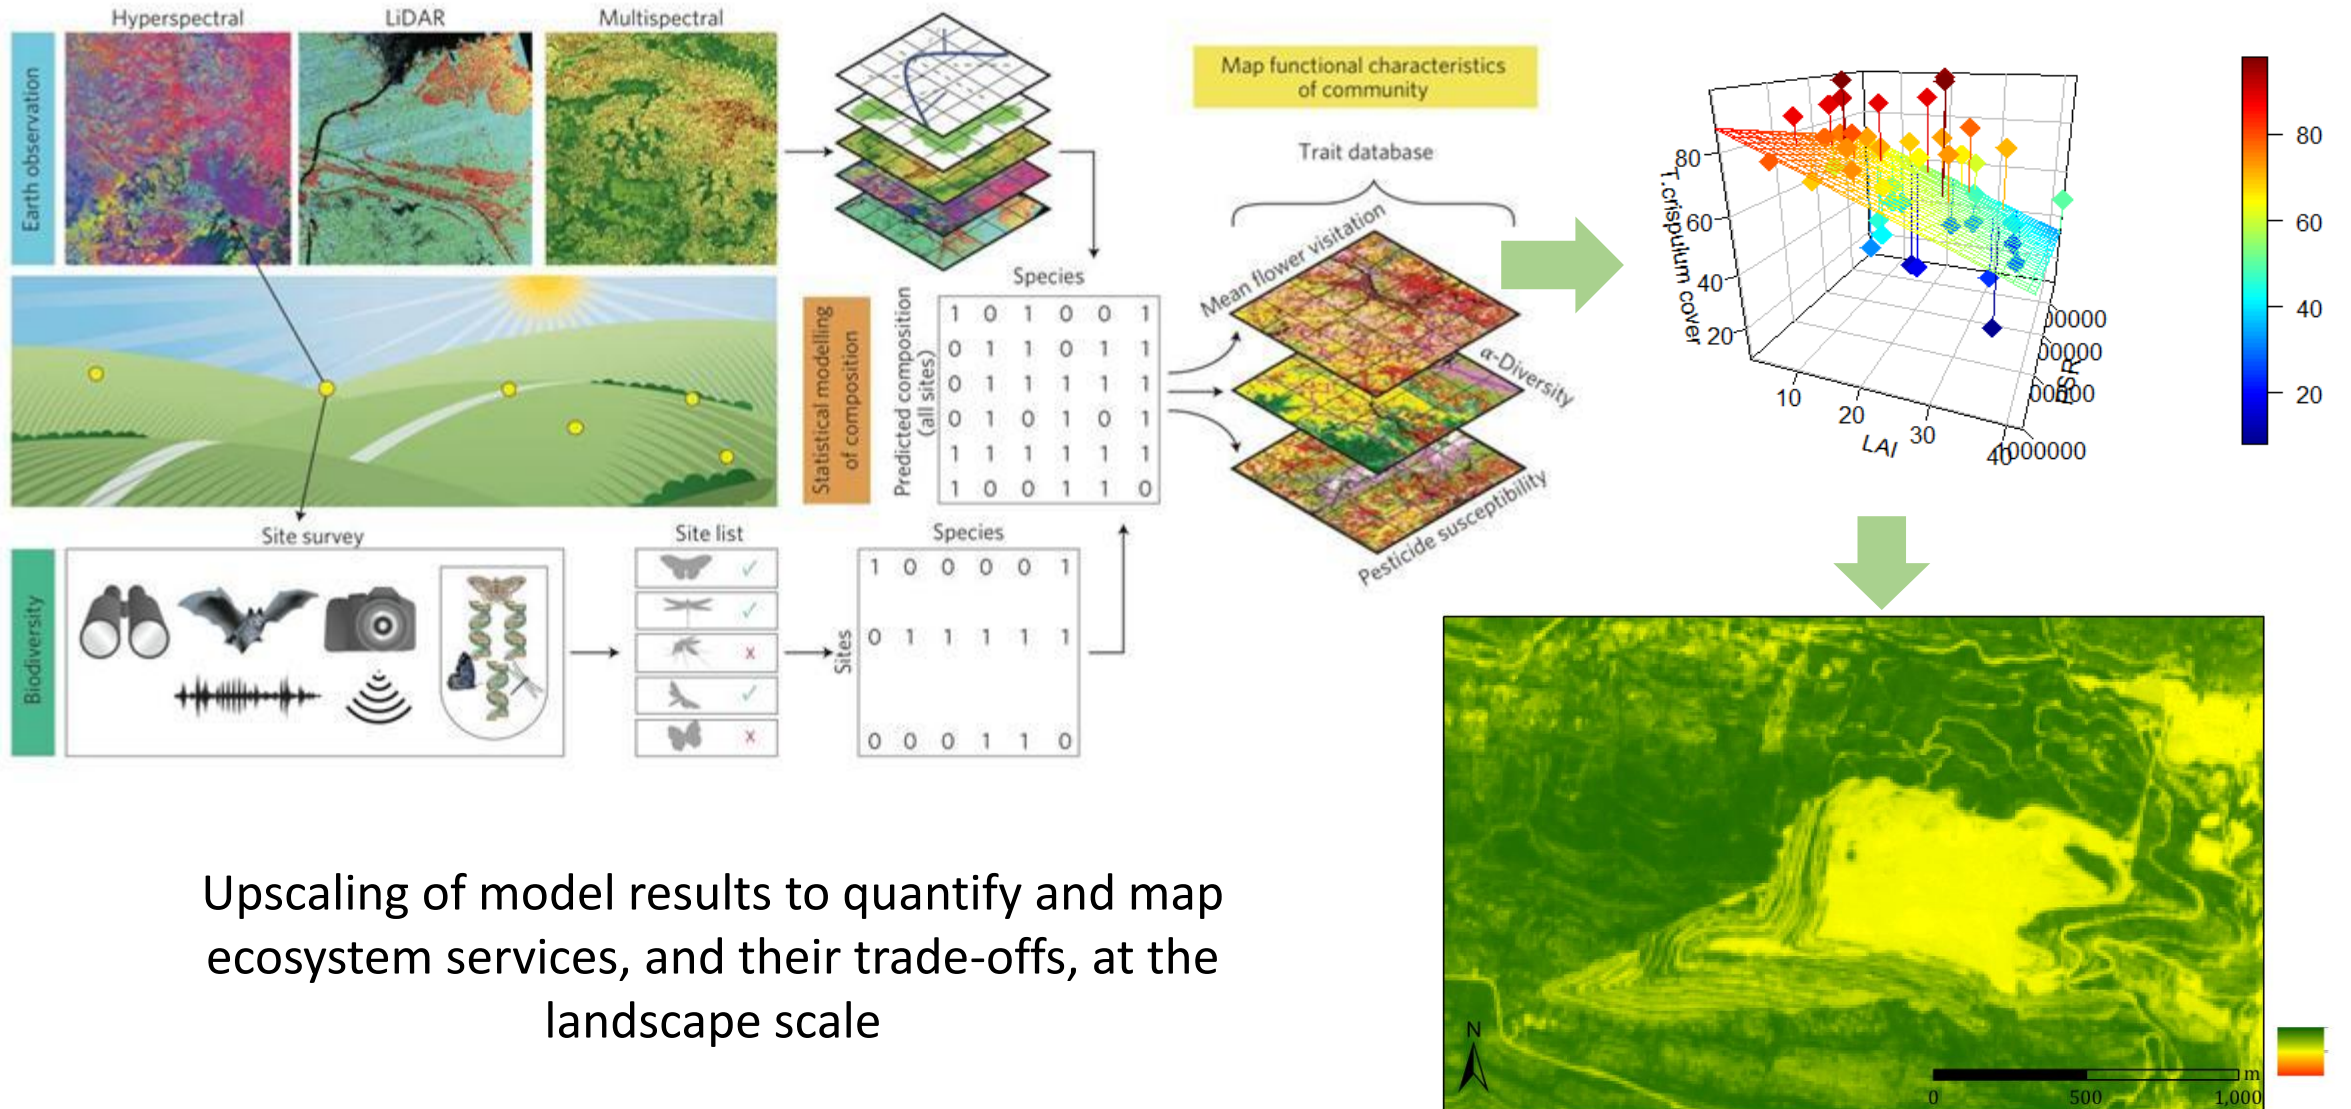 Hyperspectral
LiDAR
Multispectral
Earth observation
Map functional characteristics
of community
Trait database
Mean flower visitation
α-Diversity
Pesticide susceptibility
Statistical modelling
of composition
Predicted composition
(all sites)
Species
1 0 1 0 0 1
0 1 1 0 1 1
0 1 1 1 1 1
0 1 0 1 0 1
1 1 1 1 1 1
1 0 0 1 1 0
Biodiversity
Site survey
Site list
✓
✓
x
✓
x
Species
Sites
1 0 0 0 0 1
0 1 1 1 1 1
0 0 0 1 1 0
T.crispulum cover
80
60
40
20
10
20
30
40
LAI
00000
00000
00000
1000000
80
60
40
20
Upscaling of model results to quantify and map
ecosystem services, and their trade-offs, at the
landscape scale
N
m
0 500 1,000